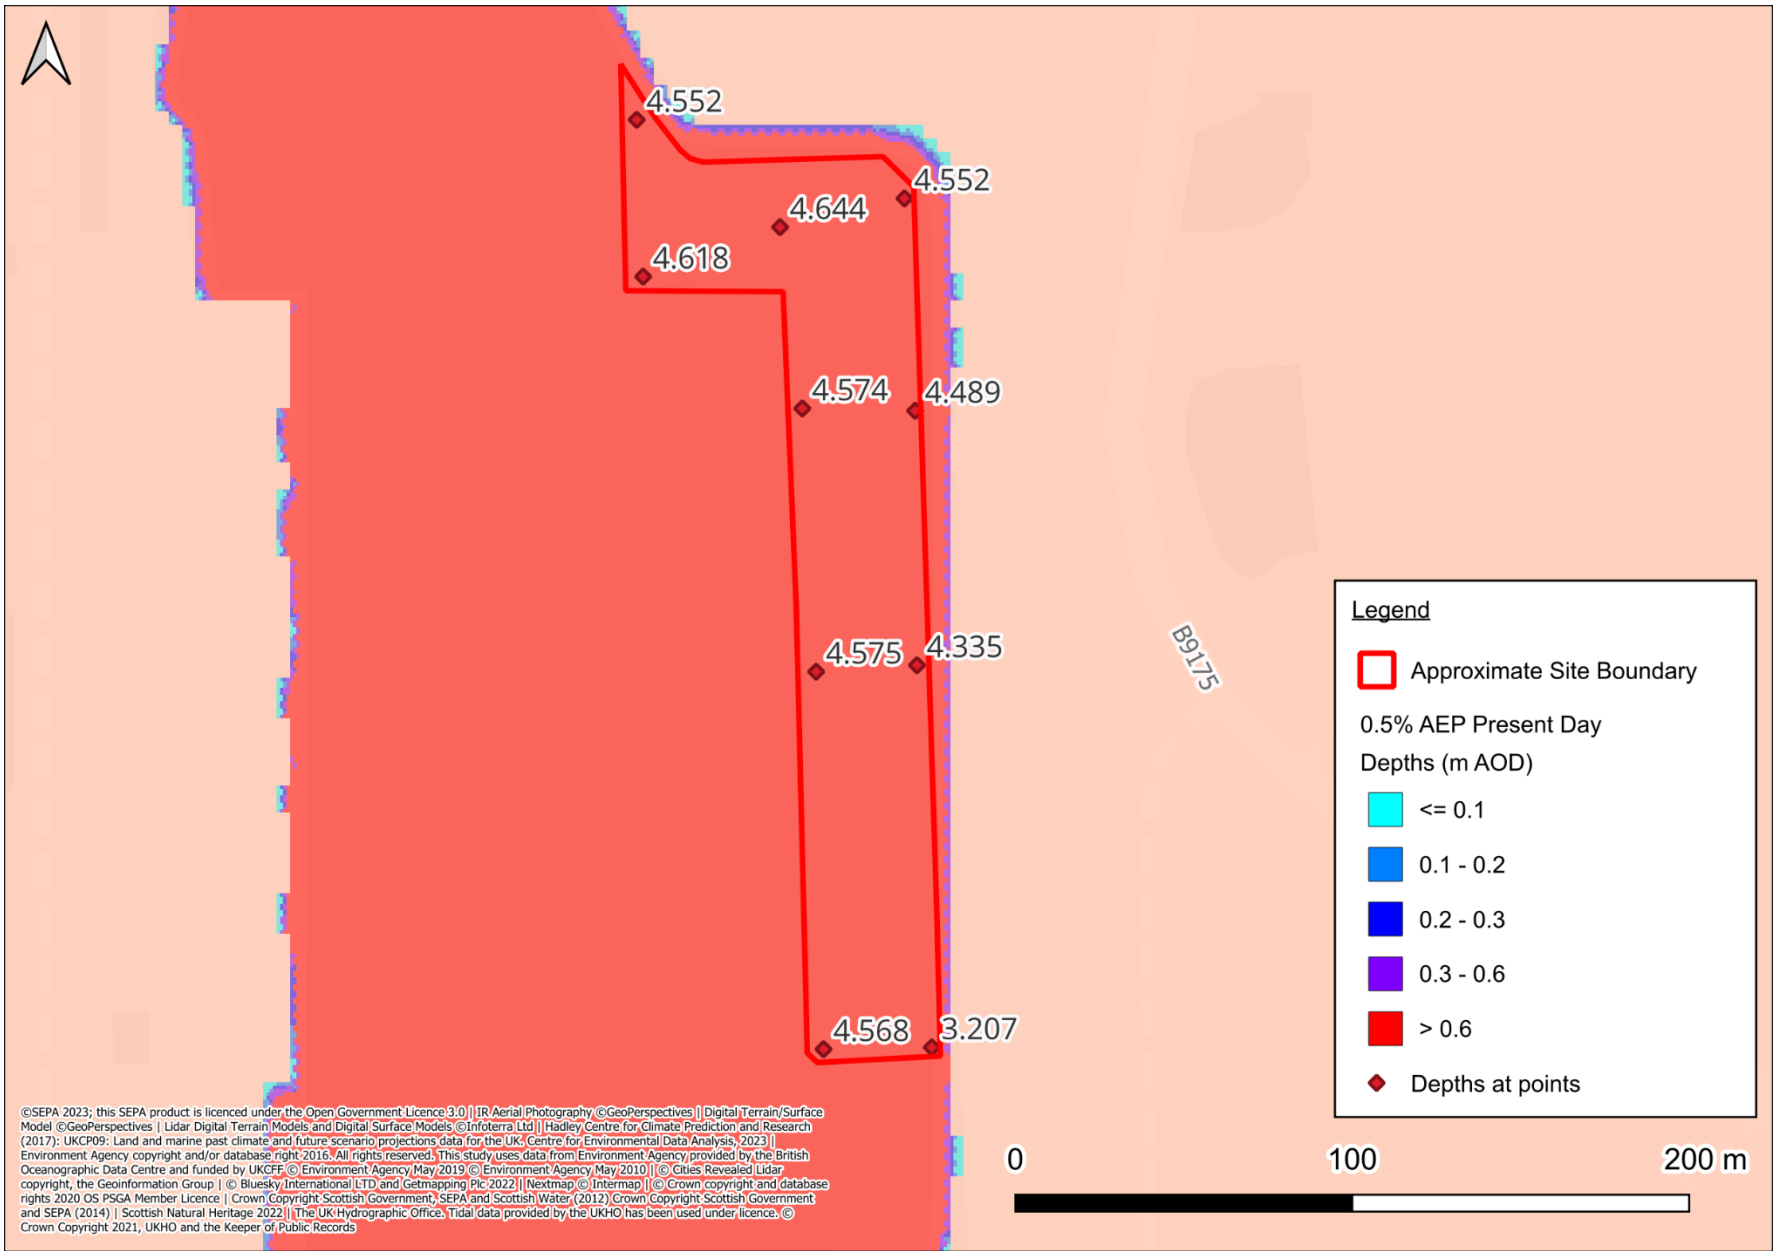 4.552
4.552
4.644
4.618
4.574
4.489
4.575
4.335
4.568
3.207
B9175
Legend
Approximate Site Boundary
0.5% AEP Present Day
Depths (m AOD)
<= 0.1
0.1 - 0.2
0.2 - 0.3
0.3 - 0.6
> 0.6
Depths at points
0 100 200 m
©SEPA 2023; this SEPA product is licenced under the Open Government Licence 3.0 | IR Aerial Photography ©GeoPerspectives | Digital Terrain/Surface
Model ©GeoPerspectives | Lidar Digital Terrain Models and Digital Surface Models ©Infoterra Ltd | Hadley Centre for Climate Prediction and Research
(2017): UKCP09: Land and marine past climate and future scenario projections data for the UK. Centre for Environmental Data Analysis, 2023 |
Environment Agency copyright and/or database right 2016. All rights reserved. This study uses data from Environment Agency provided by the British
Oceanographic Data Centre and funded by UKCFF © Environment Agency May 2019 © Environment Agency May 2010 | © Cities Revealed Lidar
copyright, the Geoinformation Group | © Bluesky International LTD and Getmapping Plc 2022 | Nextmap © Intermap | © Crown copyright and database
rights 2020 OS PSGA Member Licence | Crown Copyright Scottish Government, SEPA and Scottish Water (2012) Crown Copyright Scottish Government
and SEPA (2014) | Scottish Natural Heritage 2022 | The UK Hydrographic Office. Tidal data provided by the UKHO has been used under licence. ©
Crown Copyright 2021, UKHO and the Keeper of Public Records